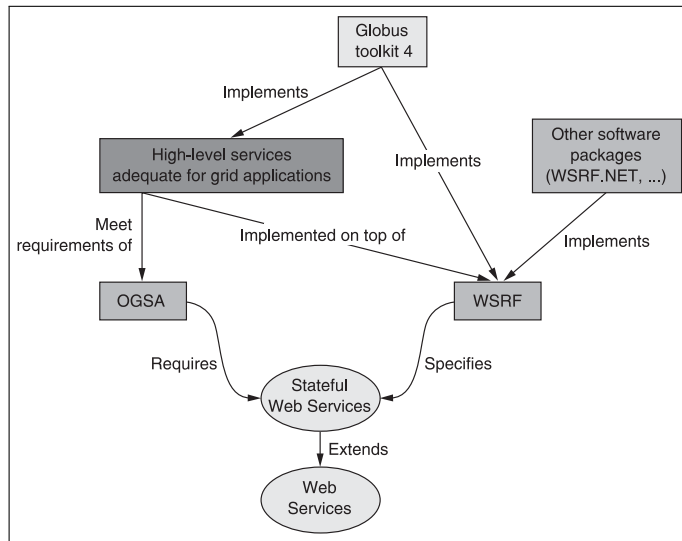 Globus
toolkit 4
Implements
High-level services
adequate for grid applications
Implements
Other software
packages
(WSRF.NET, ...)
Meet
requirements of
Implemented on top of
Implements
OGSA
WSRF
Requires
Specifies
Stateful
Web Services
Extends
Web
Services